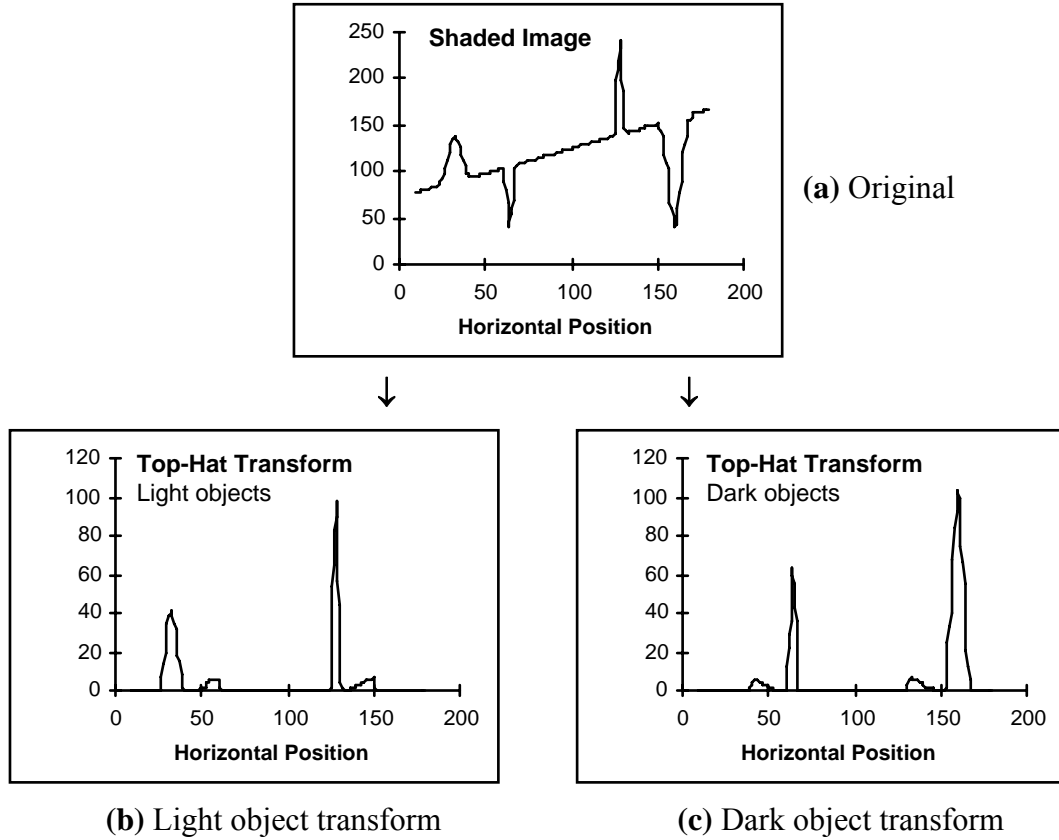 Shaded Image
250
200
150
100
50
0
0 50 100 150 200
Horizontal Position
(a) Original
↓ ↓
Top-Hat Transform
Light objects
120
100
80
60
40
20
0
0 50 100 150 200
Horizontal Position
Top-Hat Transform
Dark objects
120
100
80
60
40
20
0
0 50 100 150 200
Horizontal Position
(b) Light object transform
(c) Dark object transform